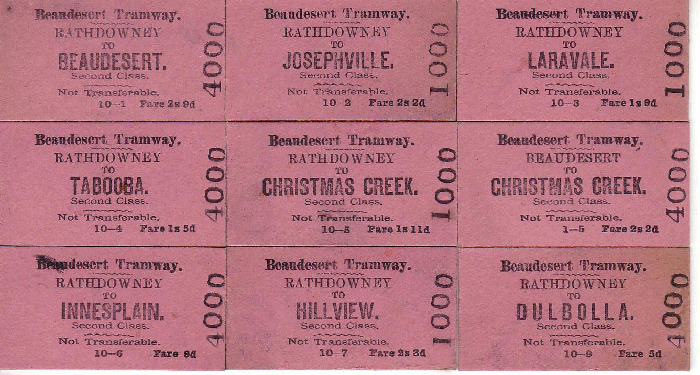 Beaudesert Tramway.
RATHDOWNEY
TO
BEAUDESERT.
Second Class.
Not Transferable.
10-1 Fare 2s 9d
4000
Beaudesert Tramway.
RATHDOWNEY
TO
JOSEPHVILLE.
Second Class.
Not Transferable.
10-2 Fare 2s 2d
1000
Beaudesert Tramway.
RATHDOWNEY
TO
LARAVALE.
Second Class.
Not Transferable.
10-3 Fare 1s 9d
1000
Beaudesert Tramway.
RATHDOWNEY
TO
TABOOBA.
Second Class.
Not Transferable.
10-4 Fare 1s 5d
4000
Beaudesert Tramway.
RATHDOWNEY
TO
CHRISTMAS CREEK.
Second Class.
Not Transferable.
10-5 Fare 1s 11d
1000
Beaudesert Tramway.
BEAUDESERT
TO
CHRISTMAS CREEK.
Second Class.
Not Transferable.
1-5 Fare 2s 2d
4000
Beaudesert Tramway.
RATHDOWNEY
TO
INNESPLAIN.
Second Class.
Not Transferable.
10-6 Fare
4000
Beaudesert Tramway.
RATHDOWNEY
TO
HILLVIEW.
Second Class.
Not Transferable.
10-7 Fare 2s 3d
1000
Beaudesert Tramway.
RATHDOWNEY
TO
DULBOLLA.
Second Class.
Not Transferable.
Fare 5d
4000